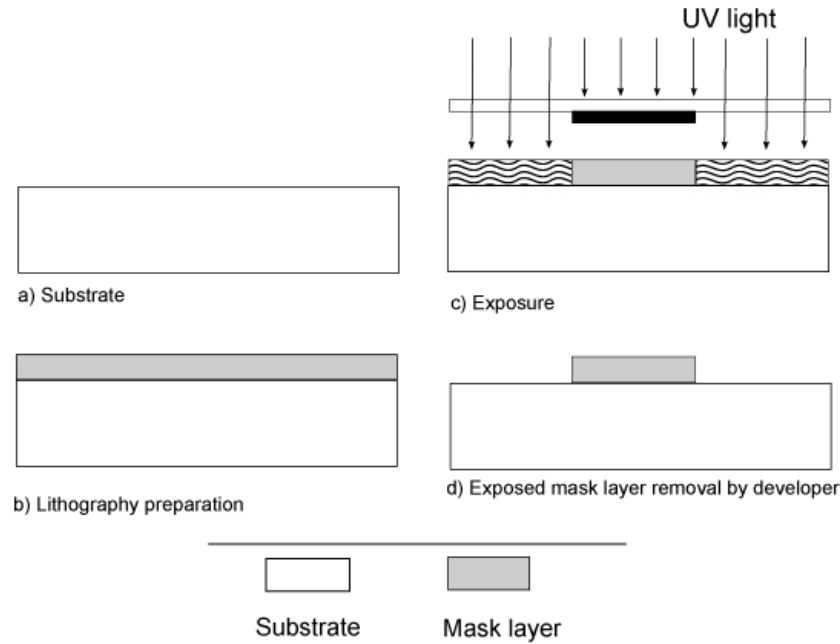 UV light
a) Substrate
c) Exposure
b) Lithography preparation
d) Exposed mask layer removal by developer
Substrate
Mask layer